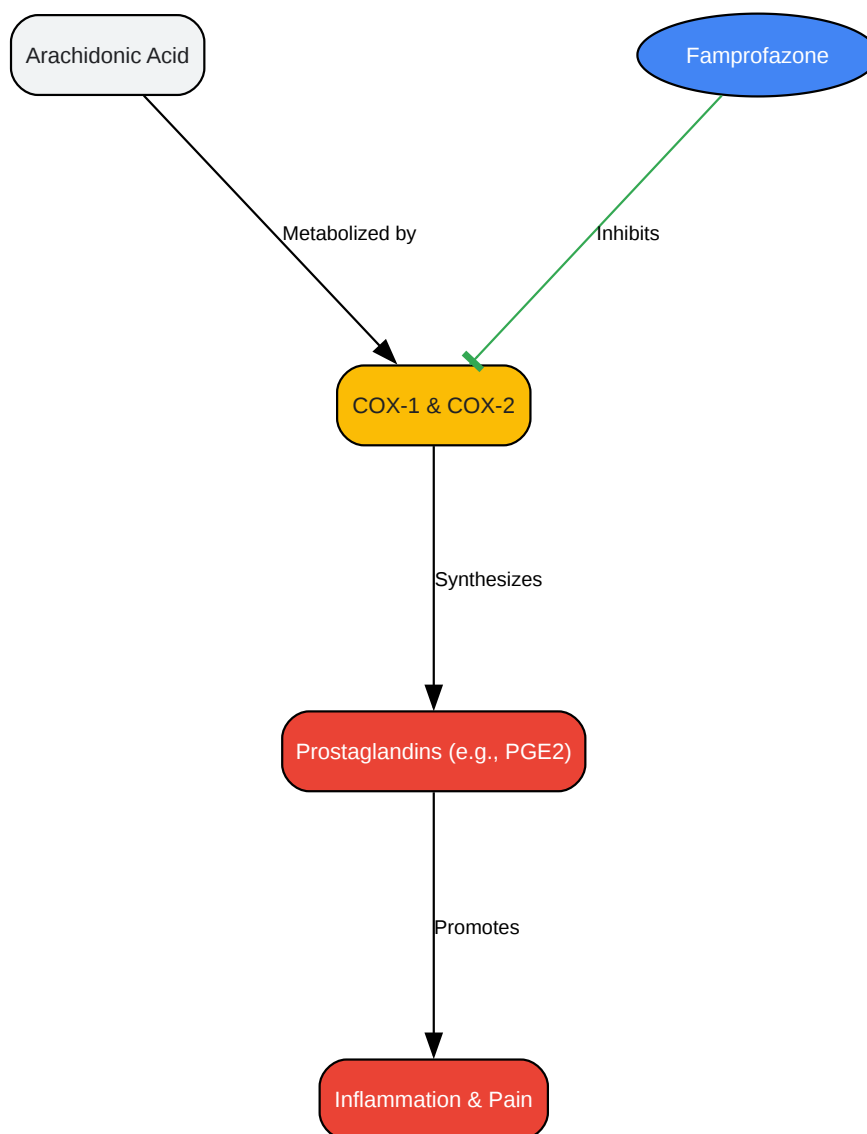 Arachidonic Acid
Famprofazone
Metabolized by
Inhibits
COX-1 & COX-2
Synthesizes
Prostaglandins (e.g., PGE2)
Promotes
Inflammation & Pain